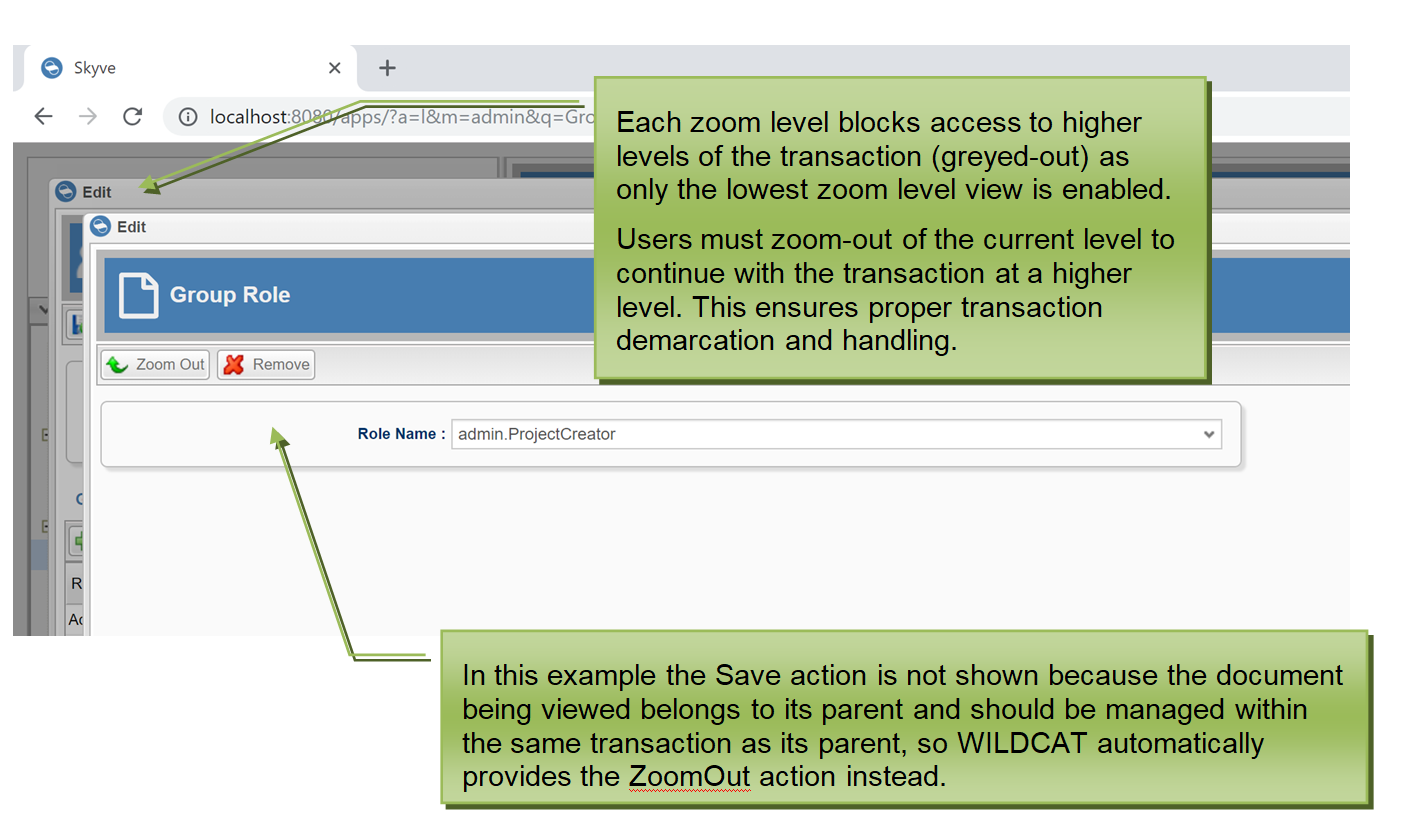 Skyve
localhost:8080/apps/?a=l&m=admin&q=Gro
Each zoom level blocks access to higher
levels of the transaction (greyed-out) as
only the lowest zoom level view is enabled.
Users must zoom-out of the current level to
continue with the transaction at a higher
level. This ensures proper transaction
demarcation and handling.
Edit
Edit
Group Role
Zoom Out Remove
Role Name : admin.ProjectCreator
R
Ac
In this example the Save action is not shown because the document
being viewed belongs to its parent and should be managed within
the same transaction as its parent, so WILDCAT automatically
provides the ZoomOut action instead.